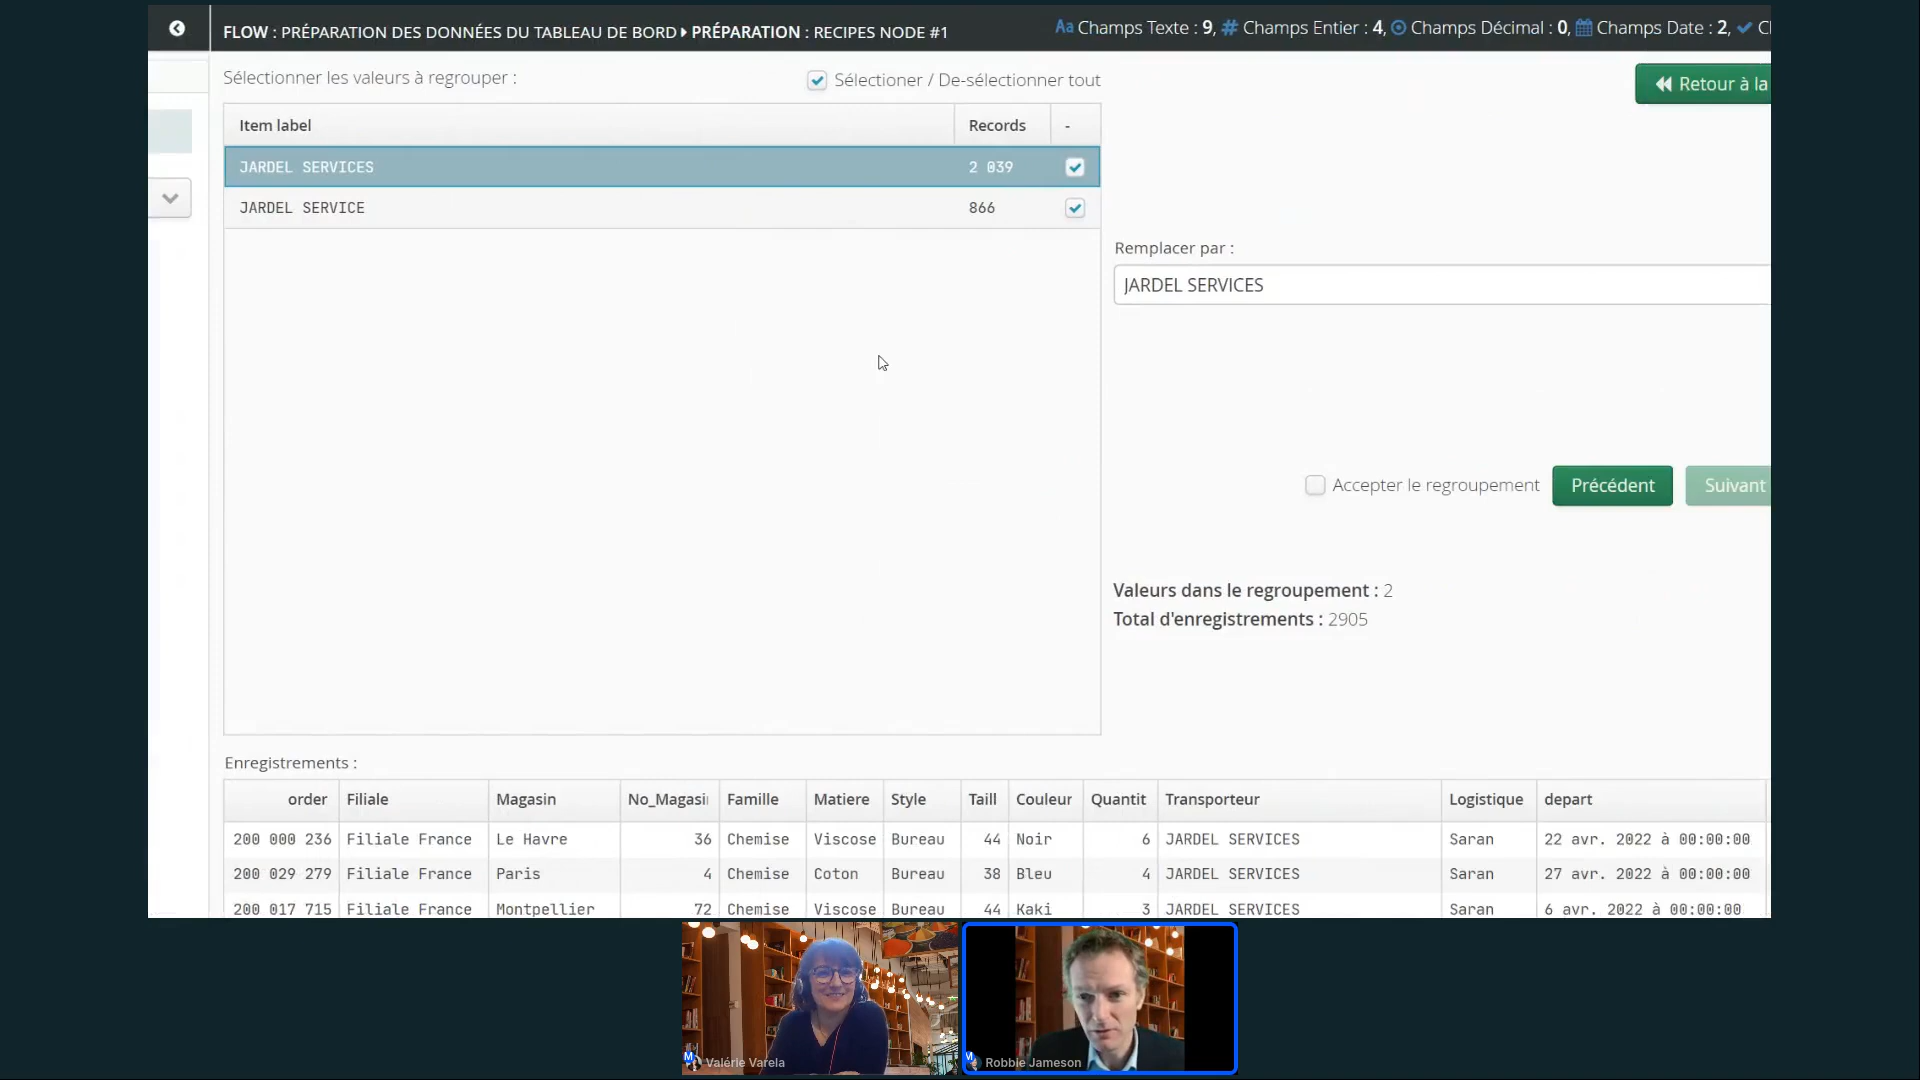 FLOW : PRÉPARATION DES DONNÉES DU TABLEAU DE BORD PRÉPARATION : RECIPES NODE #1
Aa Champs Texte : 9, # Champs Entier : 4, Champs Décimal : 0, Champs Date : 2,
Sélectionner les valeurs à regrouper :
Sélectioner / De-sélectionner tout
Retour à la
Item label Records -
JARDEL SERVICES 2 039
JARDEL SERVICE 866
Remplacer par :
JARDEL SERVICES
Accepter le regroupement Précédent Suivant
Valeurs dans le regroupement : 2
Total d'enregistrements : 2905
Enregistrements :
order Filiale Magasin No_Magasi Famille Matiere Style Taill Couleur Quantit Transporteur Logistique depart
200 000 236 Filiale France Le Havre 36 Chemise Viscose Bureau 44 Noir 6 JARDEL SERVICES Saran 22 avr. 2022 à 00:00:00
200 029 279 Filiale France Paris 4 Chemise Coton Bureau 38 Bleu 4 JARDEL SERVICES Saran 27 avr. 2022 à 00:00:00
200 017 715 Filiale France Montpellier 72 Chemise Viscose Bureau 44 Kaki 3 JARDEL SERVICES Saran 6 avr. 2022 à 00:00:00
Valérie Varela
Robbie Jameson